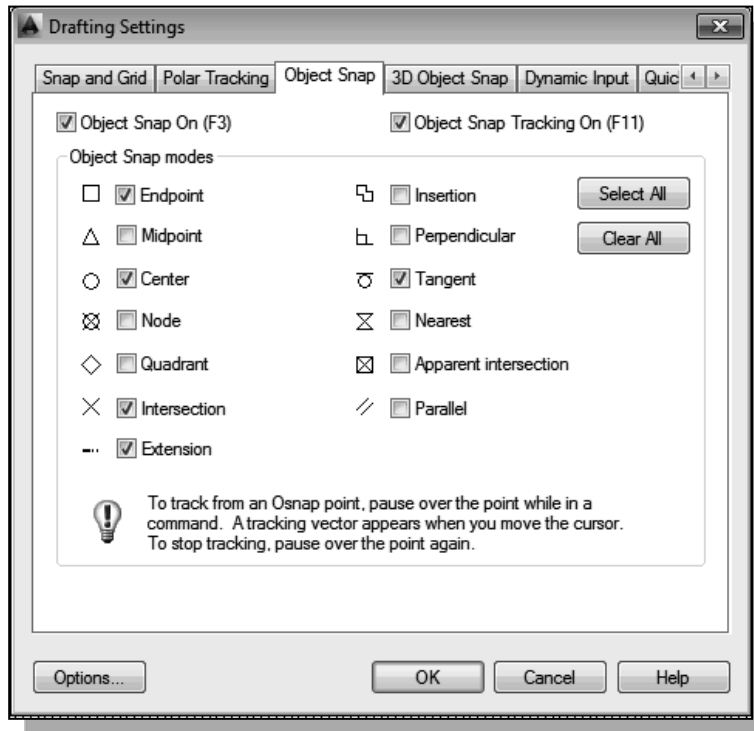 Drafting Settings
Snap and Grid Polar Tracking Object Snap 3D Object Snap Dynamic Input Quic
Object Snap On (F3) Object Snap Tracking On (F11)
Object Snap modes
Endpoint Insertion Select All
Midpoint Perpendicular Clear All
Center Tangent
Node Nearest
Quadrant Apparent intersection
Intersection Parallel
Extension
To track from an Osnap point, pause over the point while in a
command. A tracking vector appears when you move the cursor.
To stop tracking, pause over the point again.
Options... OK Cancel Help